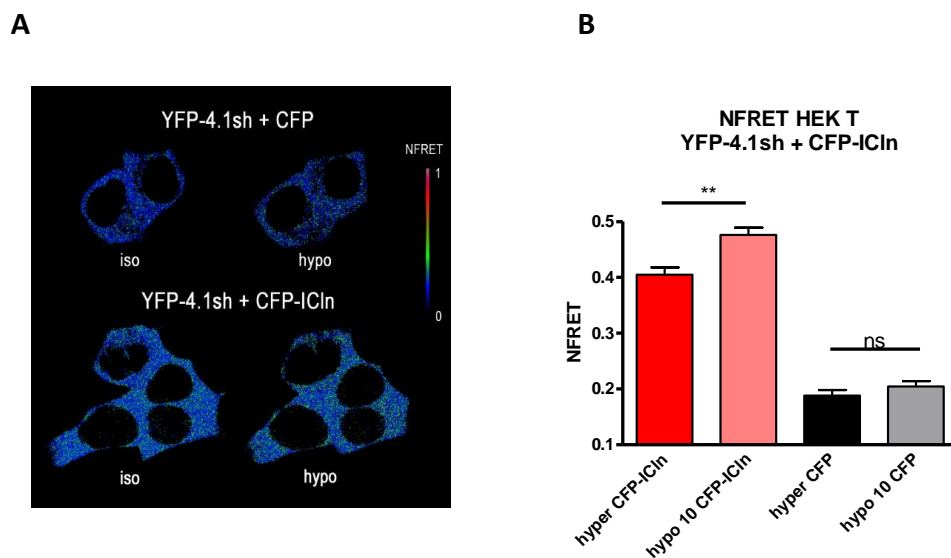 A
B
YFP-4.1sh + CFP
NFRET
1
iso
hypo
YFP-4.1sh + CFP-ICln
0
iso
hypo
NFRET HEK T
YFP-4.1sh + CFP-ICln
**
ns
0.5
0.4
0.3
0.2
0.1
NFRET
hyper CFP-ICln
hypo 10 CFP-ICln
hyper CFP
hypo 10 CFP